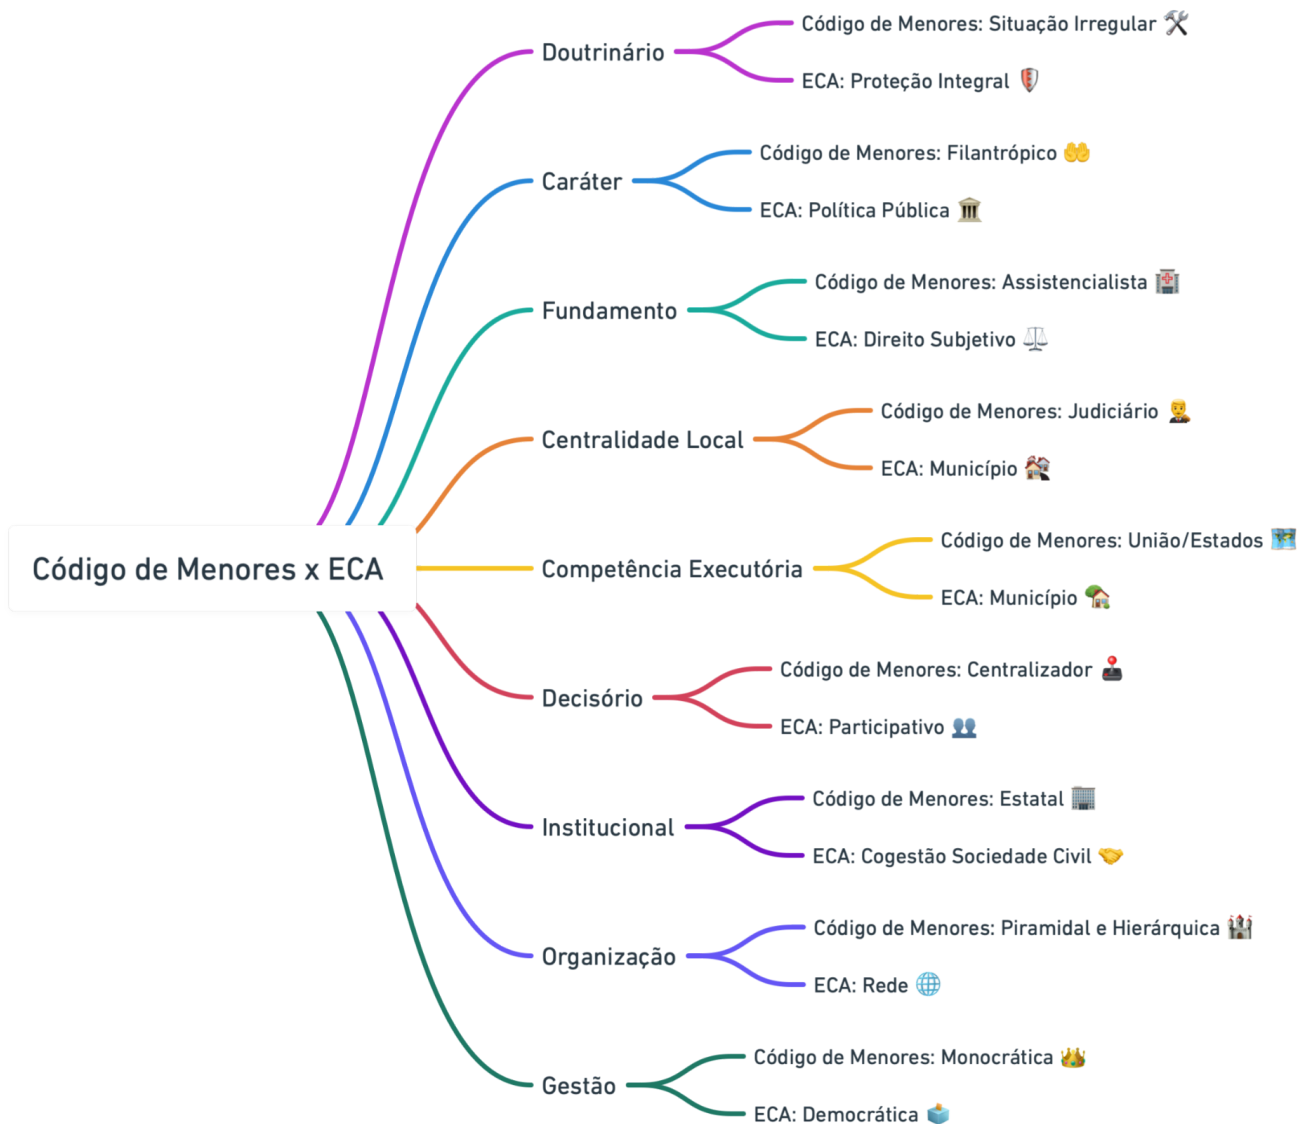 Código de Menores x ECA
Doutrinário
Código de Menores: Situação Irregular 🛠️
ECA: Proteção Integral 🛡️
Caráter
Código de Menores: Filantrópico 🤲
ECA: Política Pública 🏛️
Fundamento
Código de Menores: Assistencialista 🏥
ECA: Direito Subjetivo ⚖️
Centralidade Local
Código de Menores: Judiciário 👨‍⚖️
ECA: Município 🏘️
Competência Executória
Código de Menores: União/Estados 🗺️
ECA: Município 🏡
Decisório
Código de Menores: Centralizador 🕹️
ECA: Participativo 👥
Institucional
Código de Menores: Estatal 🏢
ECA: Cogestão Sociedade Civil 🤝
Organização
Código de Menores: Piramidal e Hierárquica 🏰
ECA: Rede 🌐
Gestão
Código de Menores: Monocrática 👑
ECA: Democrática 🗳️